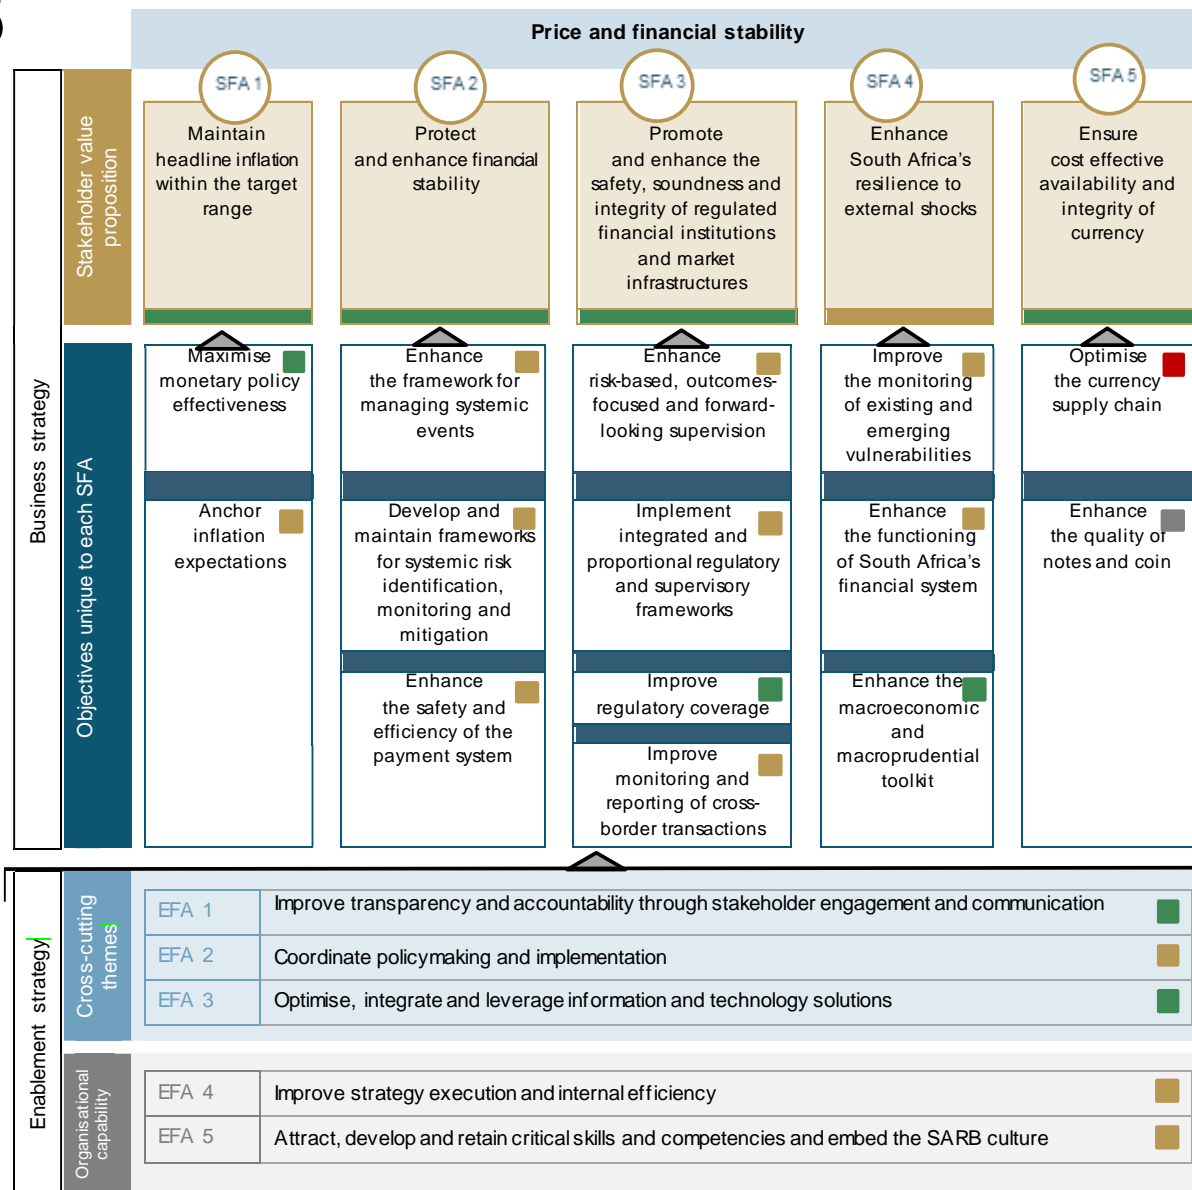 Price and financial stability
Business strategy
Stakeholder value
proposition
SFA 1
Maintain
headline inflation
within the target
range
SFA 2
Protect
and enhance financial
stability
SFA 3
Promote
and enhance the
safety, soundness and
integrity of regulated
financial institutions
and market
infrastructures
SFA 4
Enhance
South Africa's
resilience to
external shocks
SFA 5
Ensure
cost effective
availability and
integrity of
currency
Objectives unique to each SFA
Maximise
monetary policy
effectiveness
Anchor
inflation
expectations
Enhance
the framework for
managing systemic
events
Develop and
maintain frameworks
for systemic risk
identification,
monitoring and
mitigation
Enhance
the safety and
efficiency of the
payment system
Enhance
risk-based, outcomes-
focused and forward-
looking supervision
Implement
integrated and
proportional regulatory
and supervisory
frameworks
Improve
regulatory coverage
Improve
monitoring and
reporting of cross-
border transactions
Improve
the monitoring
of existing and
emerging
vulnerabilities
Enhance
the functioning
of South Africa's
financial system
Enhance the
macroeconomic
and
macroprudential
toolkit
Optimise
the currency
supply chain
Enhance
the quality of
notes and coin
Enablement strategy
Cross-cutting
themes
EFA 1
Improve transparency and accountability through stakeholder engagement and communication
EFA 2
Coordinate policymaking and implementation
EFA 3
Optimise, integrate and leverage information and technology solutions
Organisational
capability
EFA 4
Improve strategy execution and internal efficiency
EFA 5
Attract, develop and retain critical skills and competencies and embed the SARB culture